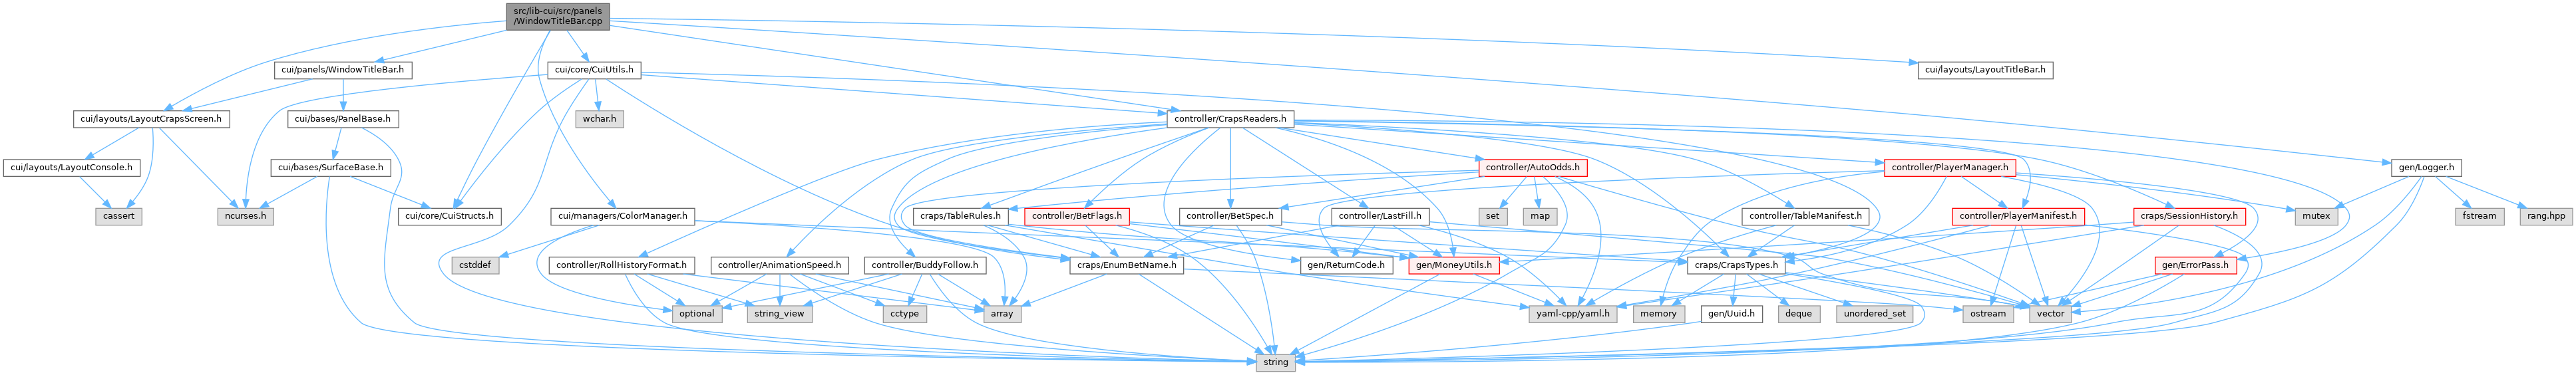 src/lib-cui/src/panels
/WindowTitleBar.cpp
cui/panels/WindowTitleBar.h
cui/core/CuiUtils.h
cui/layouts/LayoutTitleBar.h
cui/layouts/LayoutCrapsScreen.h
cui/bases/PanelBase.h
wchar.h
controller/CrapsReaders.h
cui/layouts/LayoutConsole.h
cui/bases/SurfaceBase.h
controller/AutoOdds.h
controller/PlayerManager.h
gen/Logger.h
cassert
ncurses.h
cui/core/CuiStructs.h
cui/managers/ColorManager.h
craps/TableRules.h
controller/BetFlags.h
controller/BetSpec.h
controller/LastFill.h
set
map
controller/TableManifest.h
controller/PlayerManifest.h
craps/SessionHistory.h
mutex
fstream
rang.hpp
cstddef
controller/RollHistoryFormat.h
controller/AnimationSpeed.h
controller/BuddyFollow.h
craps/EnumBetName.h
gen/ReturnCode.h
gen/MoneyUtils.h
craps/CrapsTypes.h
gen/ErrorPass.h
optional
string_view
cctype
array
yaml-cpp/yaml.h
memory
gen/Uuid.h
deque
unordered_set
ostream
vector
string